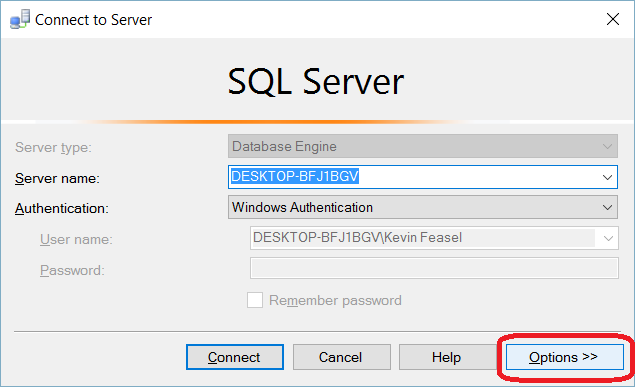 Connect to Server
SQL Server
Server type: Database Engine
Server name: DESKTOP-BFJ1BGV
Authentication: Windows Authentication
User name: DESKTOP-BFJ1BGV\Kevin Feasel
Password:
Remember password
Connect Cancel Help Options >>